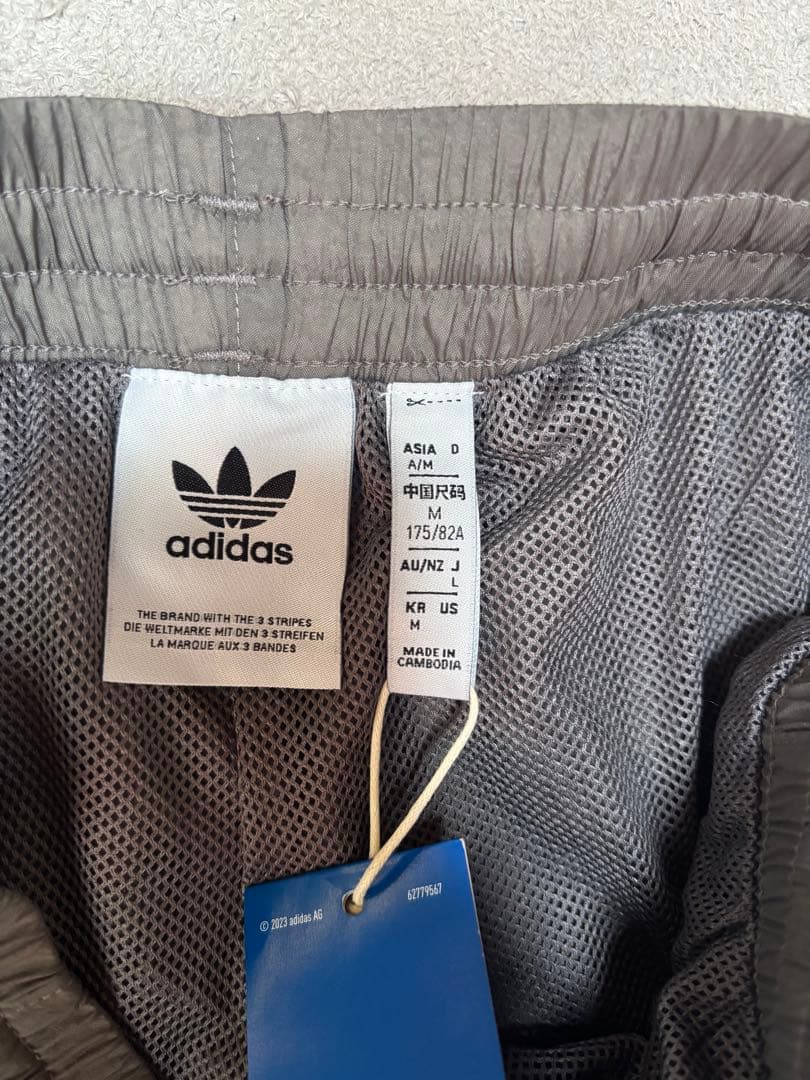 adidas
THE BRAND WITH THE 3 STRIPES
DIE WELTMARKE MIT DEN 3 STREIFEN
LA MARQUE AUX 3 BANDES
ASIA D
A/M
中国尺码
M
175/82A
AU/NZ J
L
KR US
M
MADE IN
CAMBODIA
© 2023 adidas AG
62779567